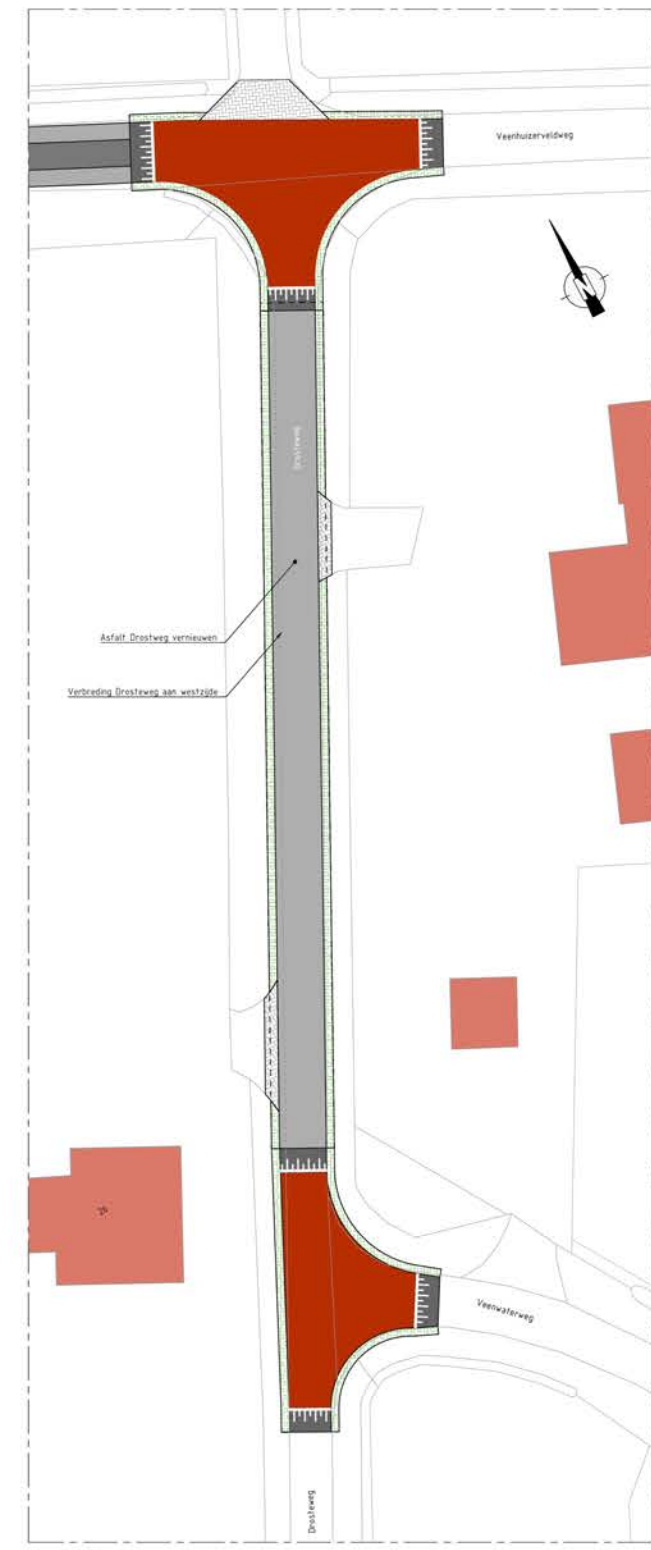 Veenhuizerveldweg
N
Drosteweg
Asfalt Drostweg vernieuwen
Verbreding Drosteweg aan westzijde
Veenwaterweg
Drosteweg